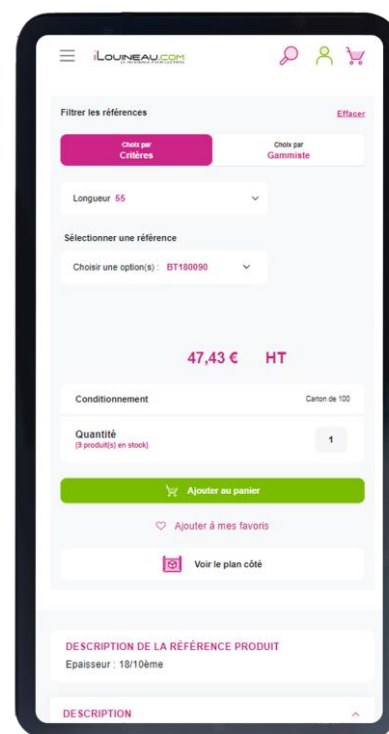 iLOUINEAU.COM
Filtrer les références
Effacer
Choix par
Critères
Choix par
Gammiste
Longueur 55
Sélectionner une référence
Choisir une option(s) : BT180090
47,43 € HT
Conditionnement
Carton de 100
Quantité
(9 produit(s) en stock)
1
Ajouter au panier
Ajouter à mes favoris
Voir le plan côté
DESCRIPTION DE LA RÉFÉRENCE PRODUIT
Epaisseur : 18/10ème
DESCRIPTION